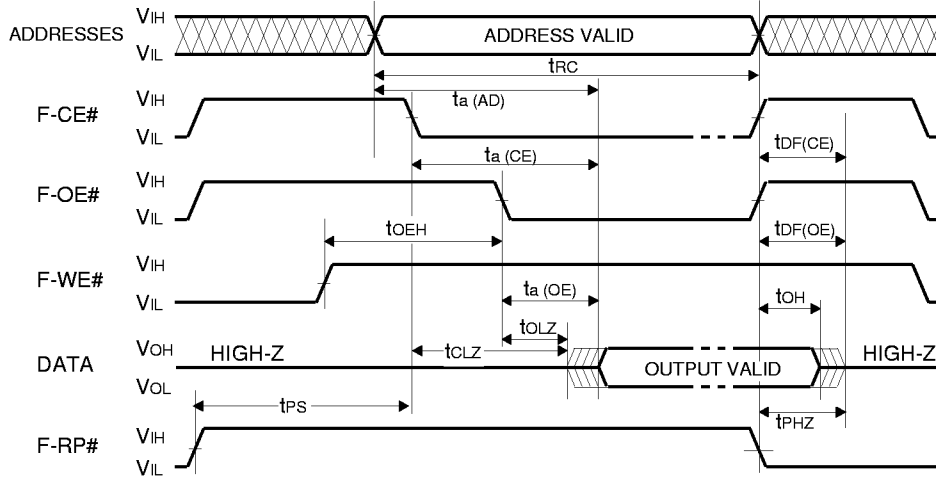 ADDRESSES
VIH
VIL
ADDRESS VALID
tRC
ta (AD)
F-CE#
VIH
VIL
tDF(CE)
ta (CE)
F-OE#
VIH
VIL
tOEH
tDF(OE)
F-WE#
VIH
VIL
ta (OE)
tOH
tOLZ
DATA
VOH
VOL
HIGH-Z
tCLZ
OUTPUT VALID
HIGH-Z
tPS
tPHZ
F-RP#
VIH
VIL